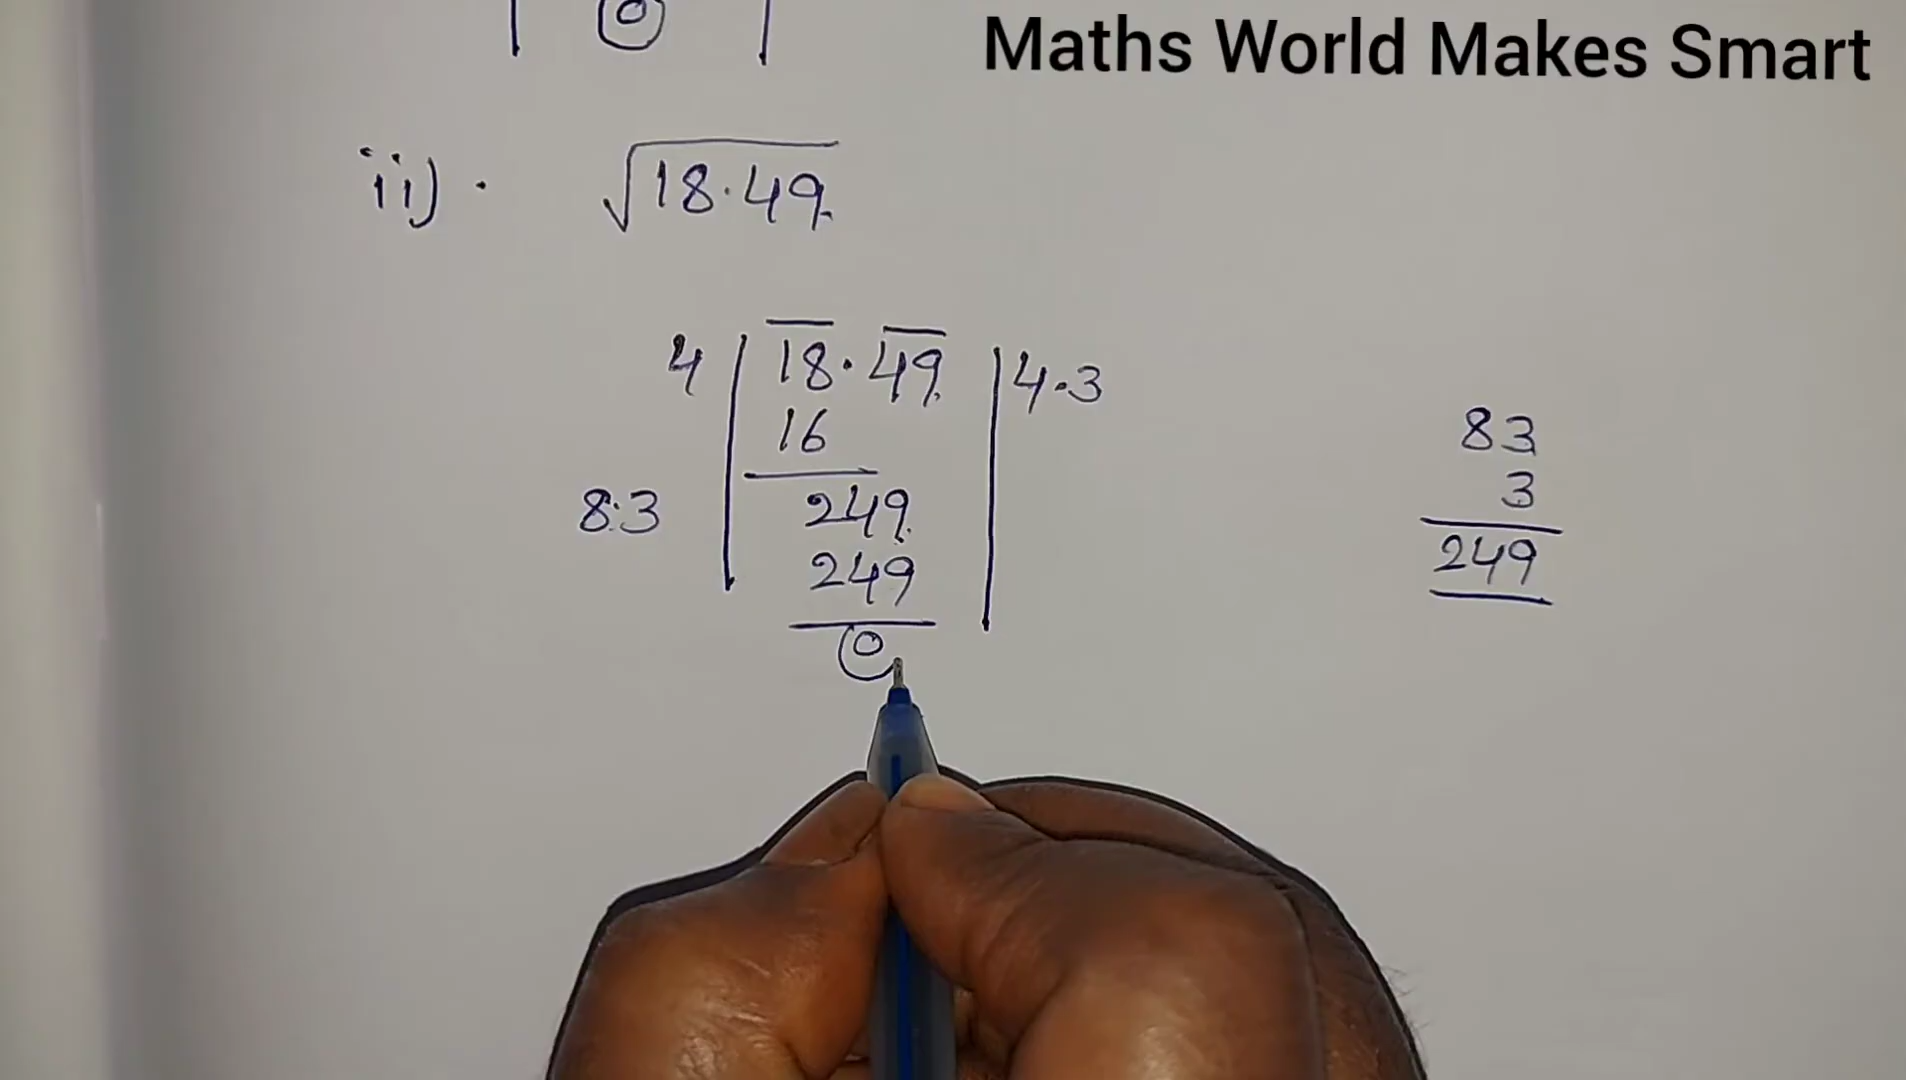 0
Maths World Makes Smart
ii). √18.49
4 | 18.49 | 4.3
16
8.3 249
249
0
83
3
249